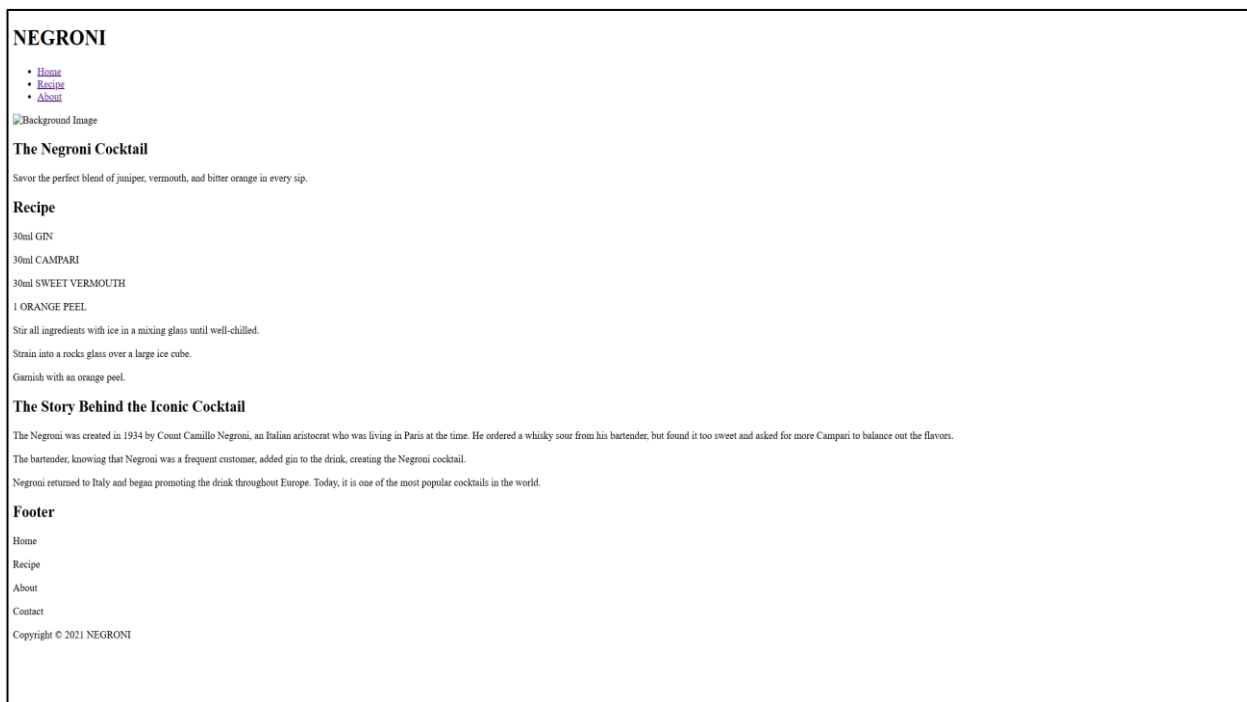 NEGRONI
Home
Recipe
About
Background Image
The Negroni Cocktail
Savor the perfect blend of juniper, vermouth, and bitter orange in every sip.
Recipe
30ml GIN
30ml CAMPARI
30ml SWEET VERMOUTH
1 ORANGE PEEL
Stir all ingredients with ice in a mixing glass until well-chilled.
Strain into a rocks glass over a large ice cube.
Garnish with an orange peel.
The Story Behind the Iconic Cocktail
The Negroni was created in 1934 by Count Camillo Negroni, an Italian aristocrat who was living in Paris at the time. He ordered a whisky sour from his bartender, but found it too sweet and asked for more Campari to balance out the flavors.
The bartender, knowing that Negroni was a frequent customer, added gin to the drink, creating the Negroni cocktail.
Negroni returned to Italy and began promoting the drink throughout Europe. Today, it is one of the most popular cocktails in the world.
Footer
Home
Recipe
About
Contact
Copyright © 2021 NEGRONI